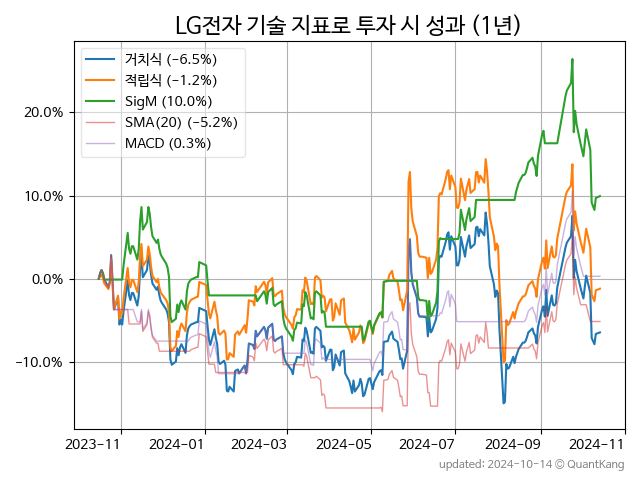 LG전자 기술 지표로 투자 시 성과 (1년)
거치식 (−6.5%)
적립식 (−1.2%)
SigM (10.0%)
SMA(20) (−5.2%)
MACD (0.3%)
20.0%
10.0%
0.0%
−10.0%
2023-11 2024-01 2024-03 2024-05 2024-07 2024-09 2024-11
updated: 2024-10-14 © QuantKang